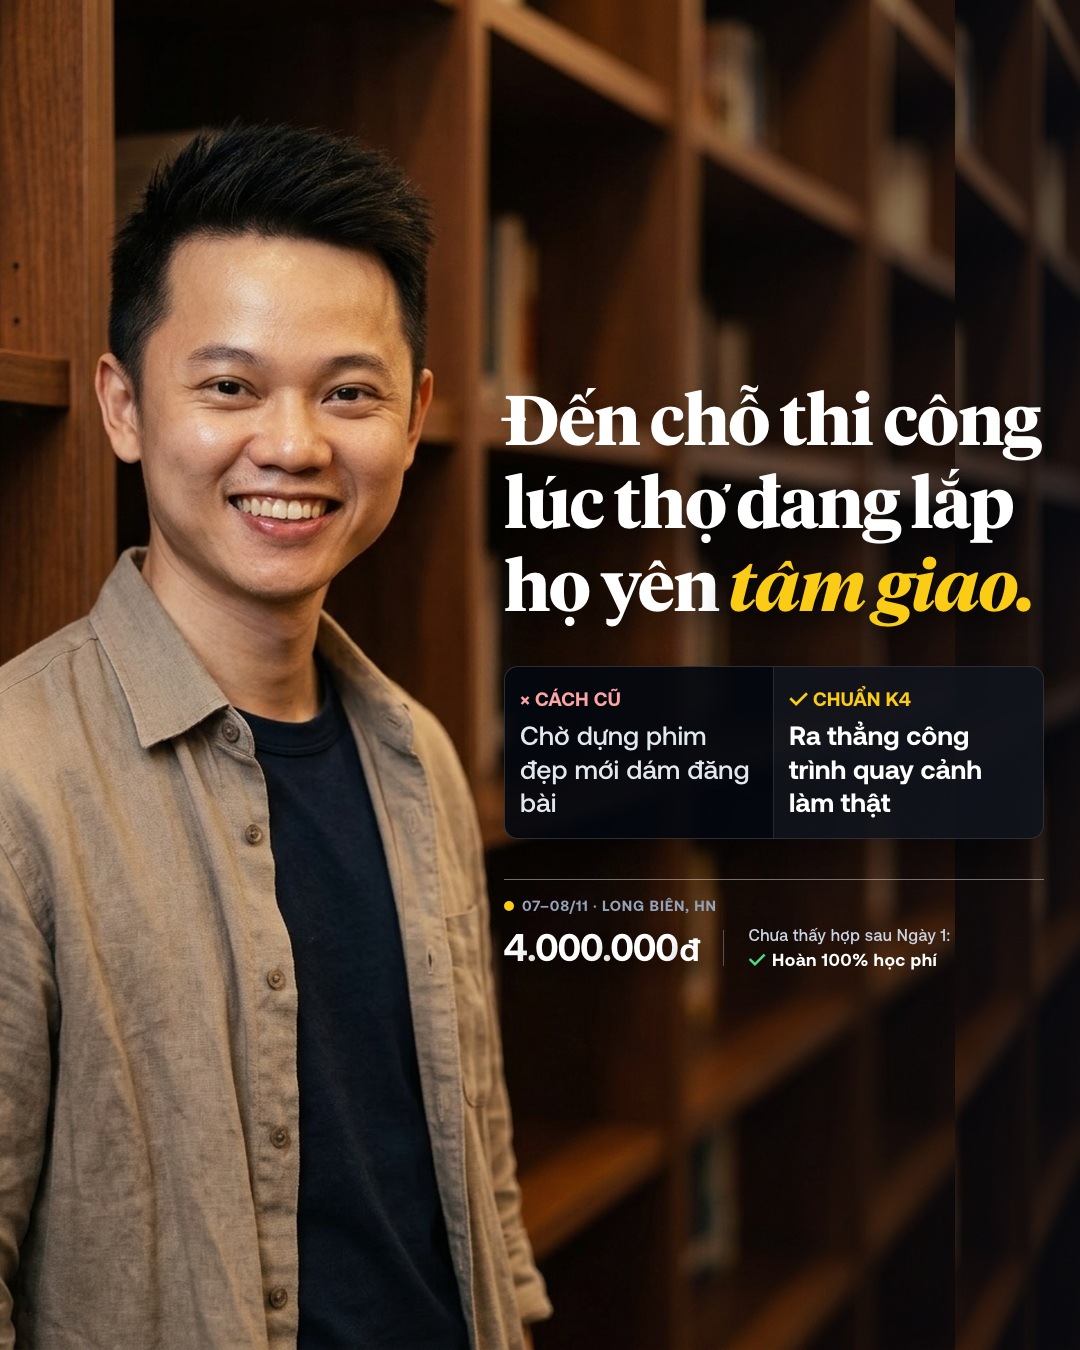 Đến chỗ thi công
lúc thợ đang lắp
họ yên tâm giao.
× CÁCH CŨ
Chờ dựng phim
đẹp mới dám đăng
bài
✓ CHUẨN K4
Ra thẳng công
trình quay cảnh
làm thật
07–08/11 · LONG BIÊN, HN
4.000.000đ
Chưa thấy hợp sau Ngày 1:
✓ Hoàn 100% học phí